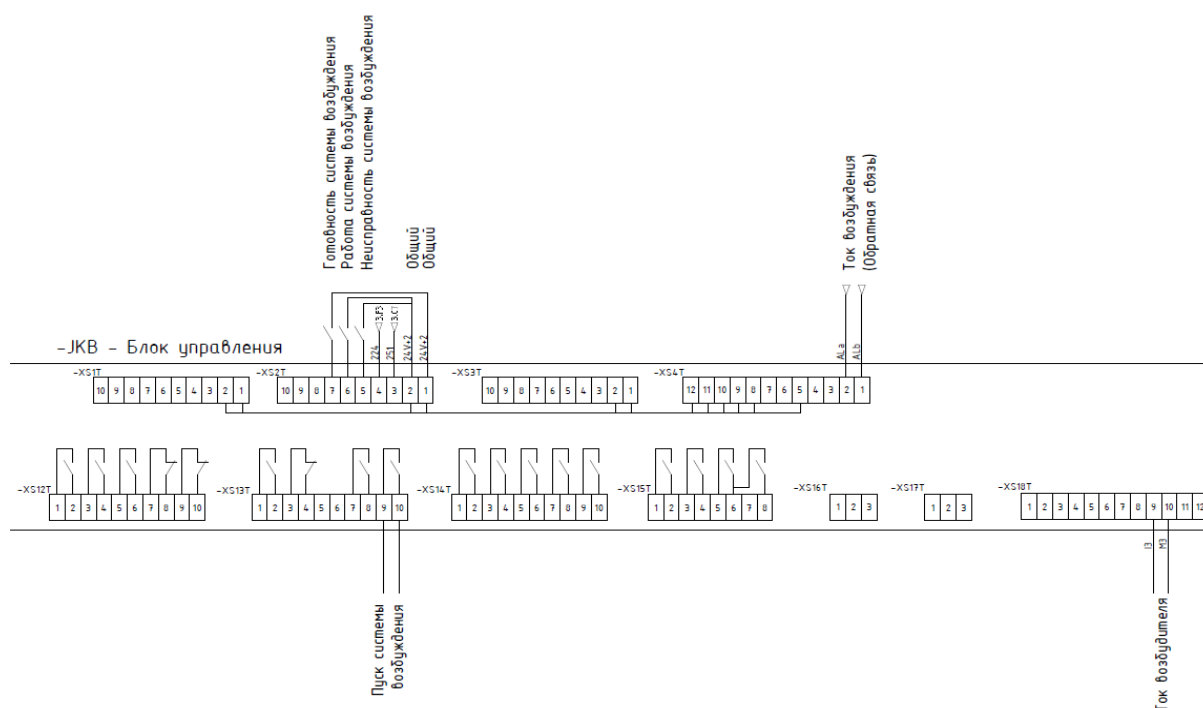 Готовность системы возбуждения
Работа системы возбуждения
Неисправность системы возбуждения
Общий
Общий
Ток возбуждения
(Обратная связь)
3.F3
3.C7
224
251
24V+2
24V+2
ALa
ALb
-JKB - Блок управления
-XS1T
10 9 8 7 6 5 4 3 2 1
-XS2T
10 9 8 7 6 5 4 3 2 1
-XS3T
10 9 8 7 6 5 4 3 2 1
-XS4T
12 11 10 9 8 7 6 5 4 3 2 1
-XS12T
1 2 3 4 5 6 7 8 9 10
-XS13T
1 2 3 4 5 6 7 8 9 10
-XS14T
1 2 3 4 5 6 7 8 9 10
-XS15T
1 2 3 4 5 6 7 8
-XS16T
1 2 3
-XS17T
1 2 3
-XS18T
1 2 3 4 5 6 7 8 9 10 11 12
I3
M3
Пуск системы
возбуждения
Ток возбудителя